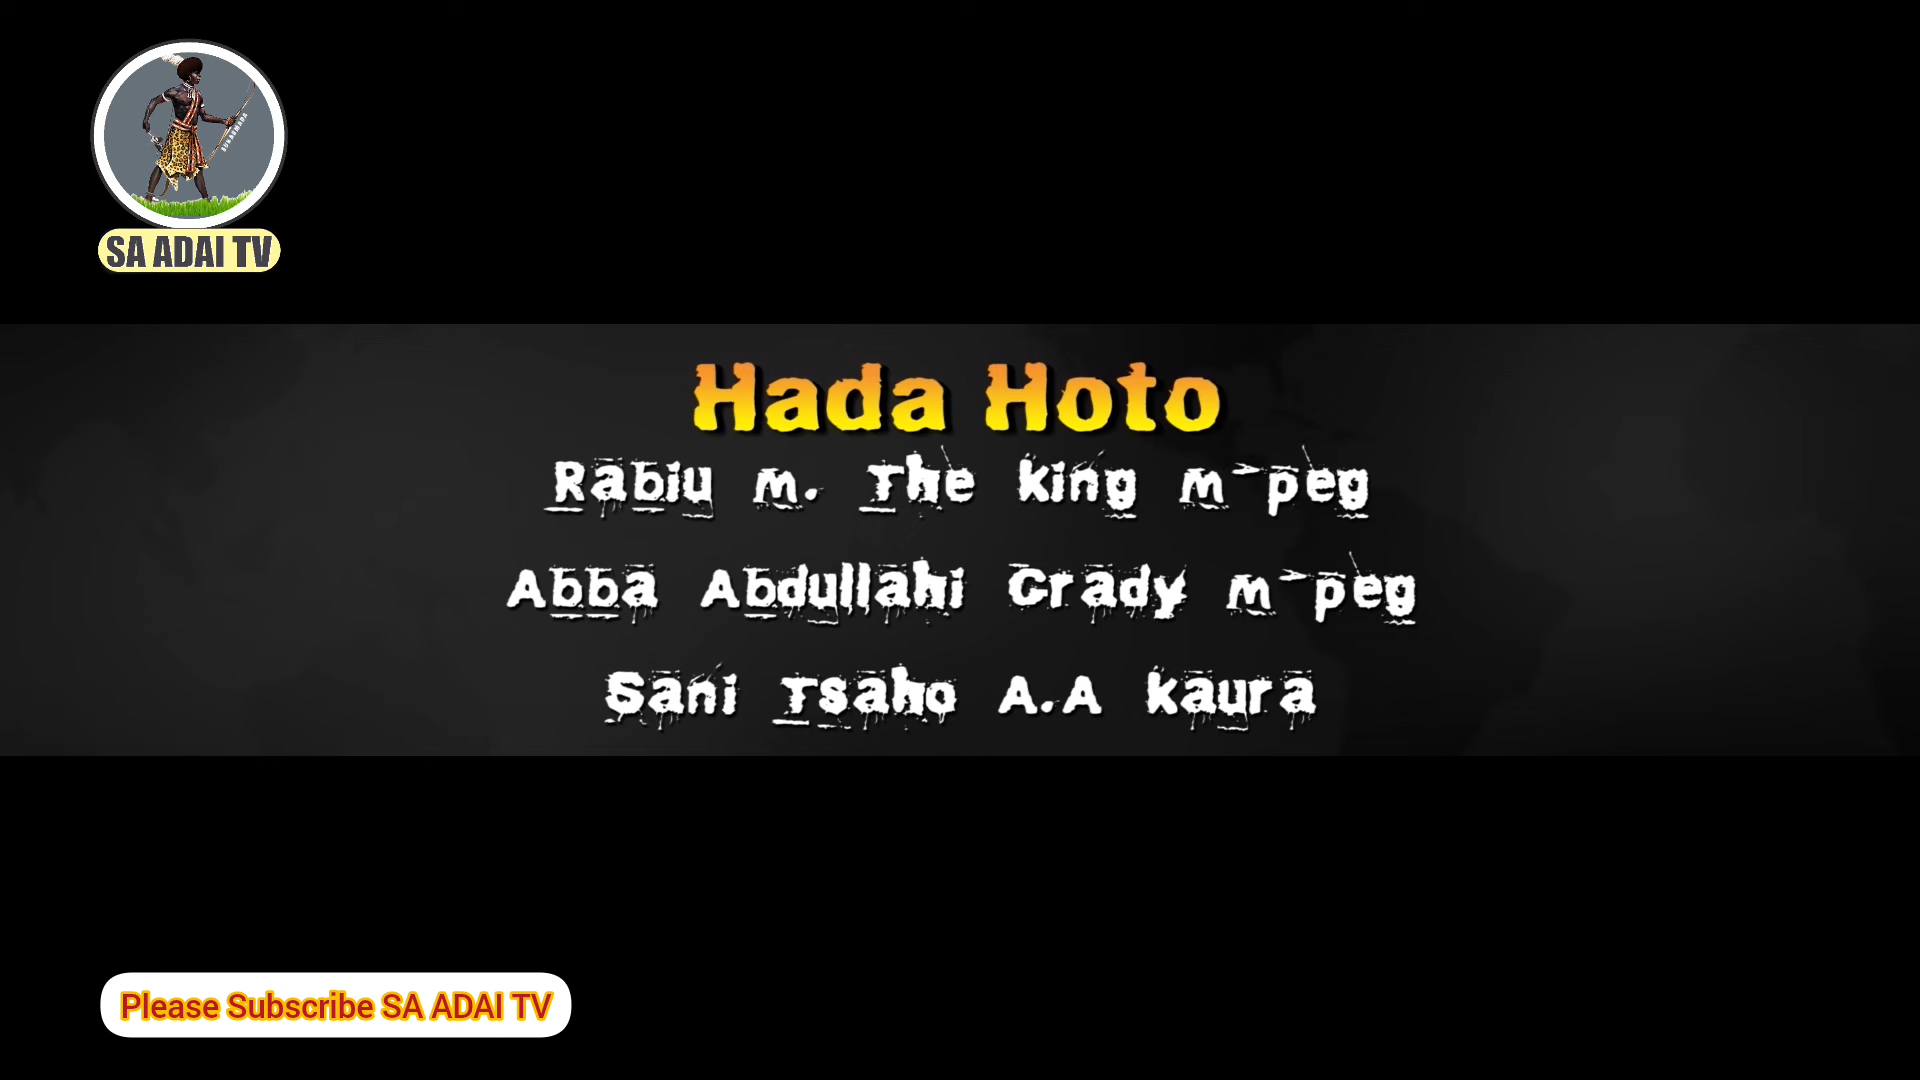 SA ADAI TV
Hada Hoto
Rabiu M. The king M-peg
Abba Abdullahi Crady M-peg
Sani Tsaho A.A kaura
Please Subscribe SA ADAI TV